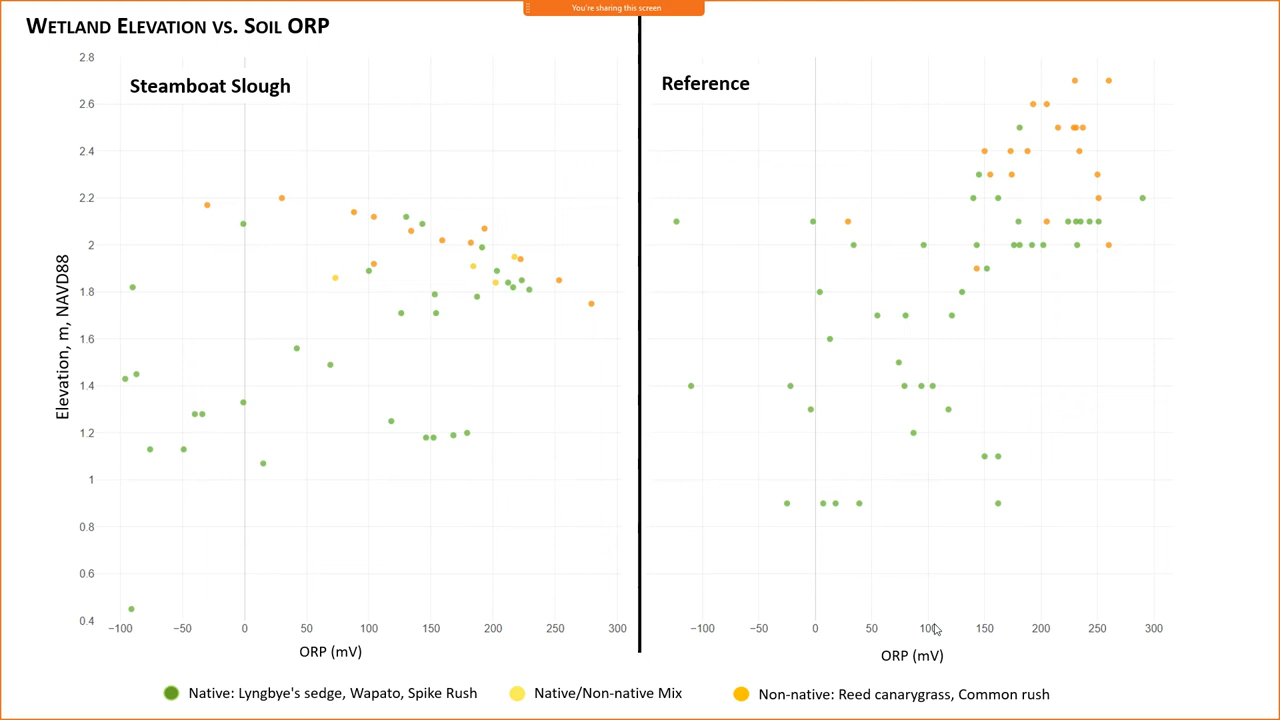 You're sharing this screen
WETLAND ELEVATION VS. SOIL ORP
Steamboat Slough
Reference
Elevation, m, NAVD88
2.8
2.6
2.4
2.2
2
1.8
1.6
1.4
1.2
1
0.8
0.6
0.4
−100 −50 0 50 100 150 200 250 300
−100 −50 0 50 100 150 200 250 300
ORP (mV)
ORP (mV)
Native: Lyngbye's sedge, Wapato, Spike Rush
Native/Non-native Mix
Non-native: Reed canarygrass, Common rush